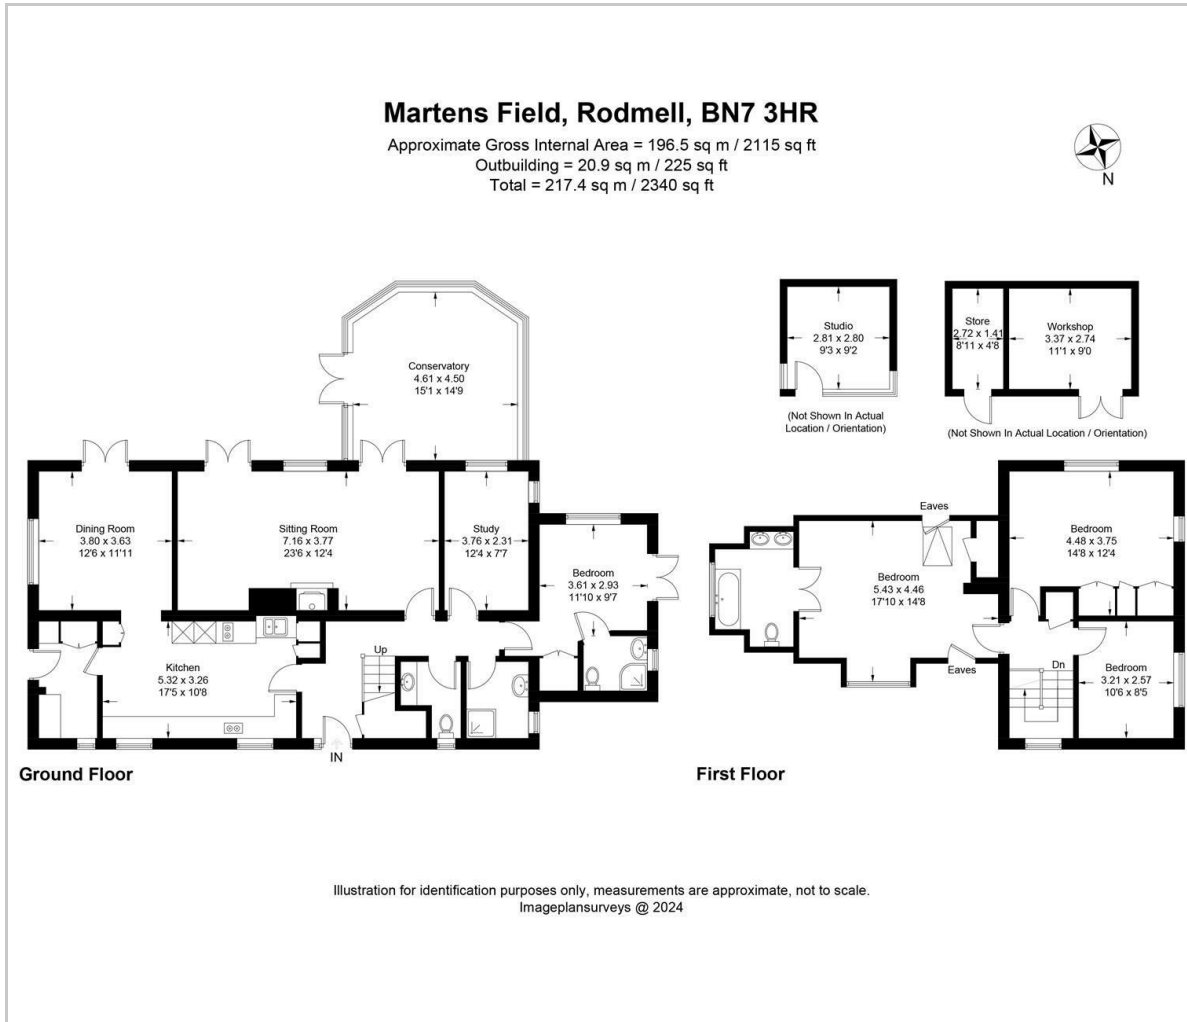 Martens Field, Rodmell, BN7 3HR
Approximate Gross Internal Area = 196.5 sq m / 2115 sq ft
Outbuilding = 20.9 sq m / 225 sq ft
Total = 217.4 sq m / 2340 sq ft
N
Conservatory
4.61 x 4.50
15'1 x 14'9
Studio
2.81 x 2.80
9'3 x 9'2
(Not Shown In Actual
Location / Orientation)
Store
2.72 x 1.41
8'11 x 4'8
Workshop
3.37 x 2.74
11'1 x 9'0
(Not Shown In Actual Location / Orientation)
Dining Room
3.80 x 3.63
12'6 x 11'11
Sitting Room
7.16 x 3.77
23'6 x 12'4
Study
3.76 x 2.31
12'4 x 7'7
Bedroom
3.61 x 2.93
11'10 x 9'7
Kitchen
5.32 x 3.26
17'5 x 10'8
Up
IN
Ground Floor
Eaves
Bedroom
5.43 x 4.46
17'10 x 14'8
Eaves
Bedroom
4.48 x 3.75
14'8 x 12'4
Dn
Bedroom
3.21 x 2.57
10'6 x 8'5
First Floor
Illustration for identification purposes only, measurements are approximate, not to scale.
Imageplansurveys @ 2024